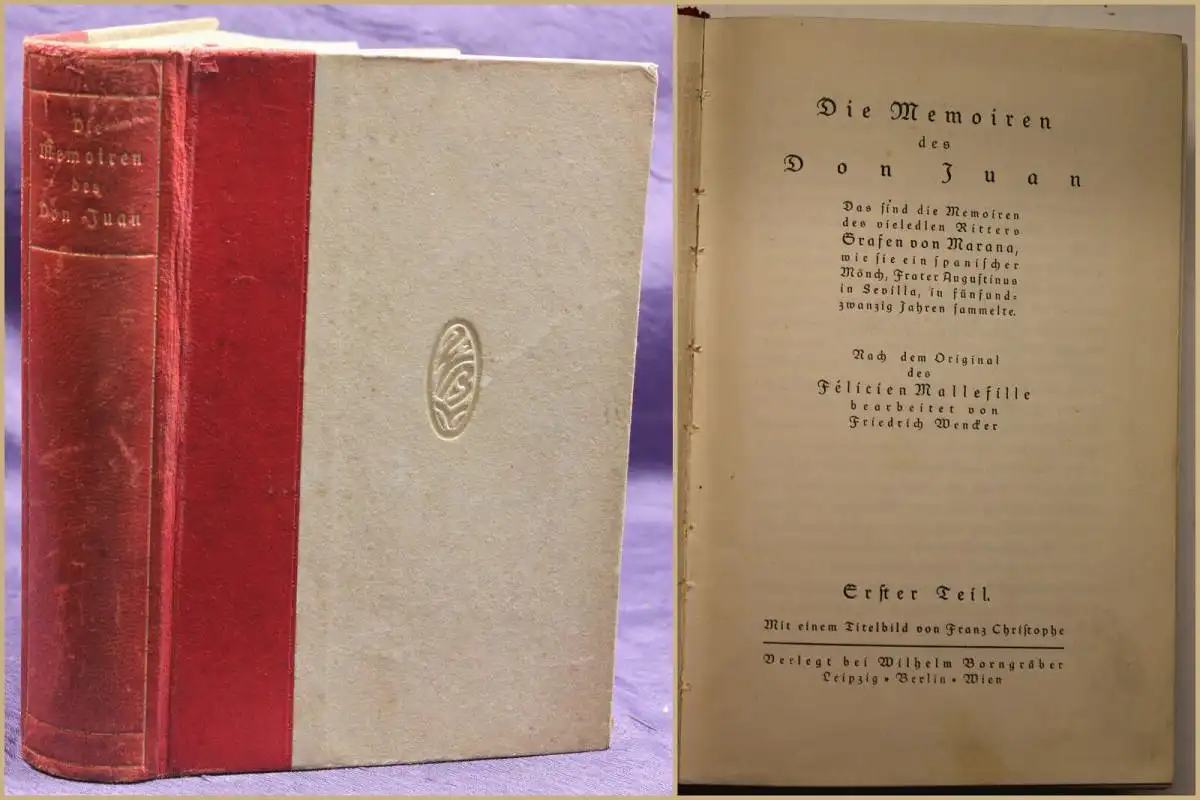 Die
Memoiren
des
Don Juan
Die Memoiren
des
Don Juan
Das sind die Memoiren
des vieledlen Ritters
Grafen von Marana,
wie sie ein spanischer
Mönch, Frater Augustinus
in Sevilla, in fünfund-
zwanzig Jahren sammelte.
Nach dem Original
des
Félicien Mallefille
bearbeitet von
Friedrich Wencker
Erster Teil.
Mit einem Titelbild von Franz Christophe
Verlegt bei Wilhelm Borngräber
Leipzig • Berlin • Wien